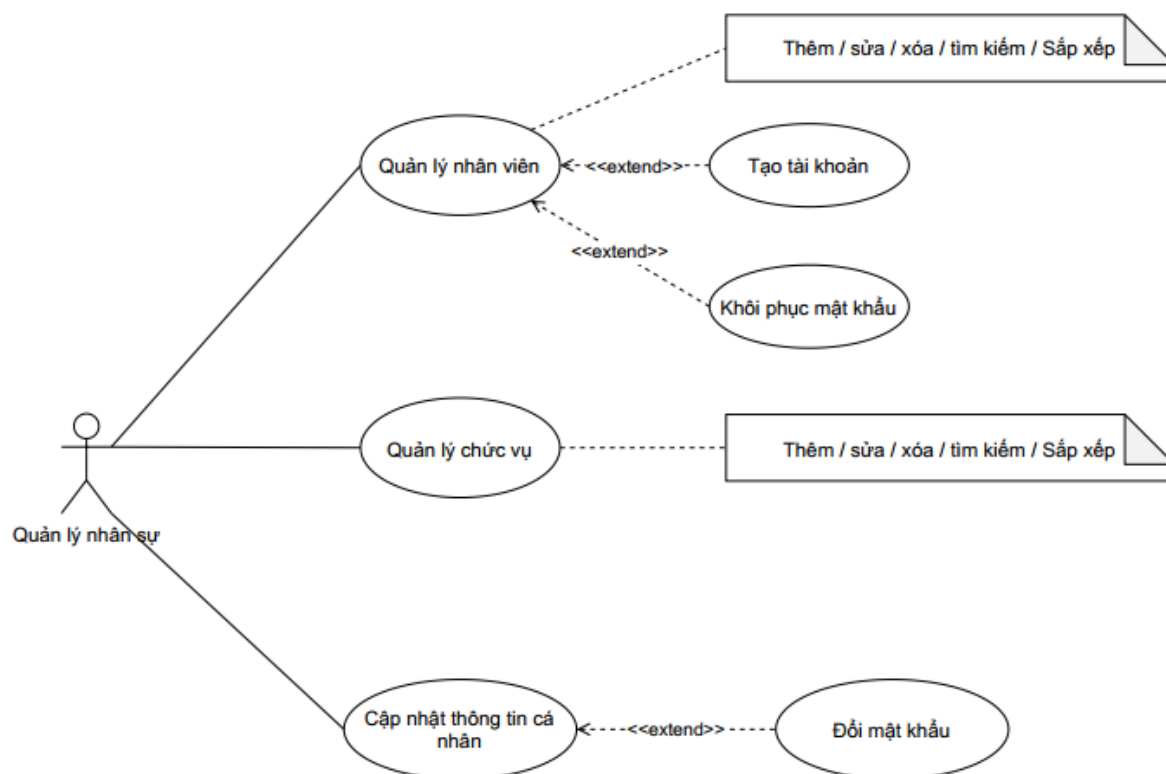 Thêm / sửa / xóa / tìm kiếm / Sắp xếp
Quản lý nhân viên
<<extend>>
Tạo tài khoản
<<extend>>
Khôi phục mật khẩu
Quản lý chức vụ
Thêm / sửa / xóa / tìm kiếm / Sắp xếp
Quản lý nhân sự
Cập nhật thông tin cá
nhân
<<extend>>
Đổi mật khẩu